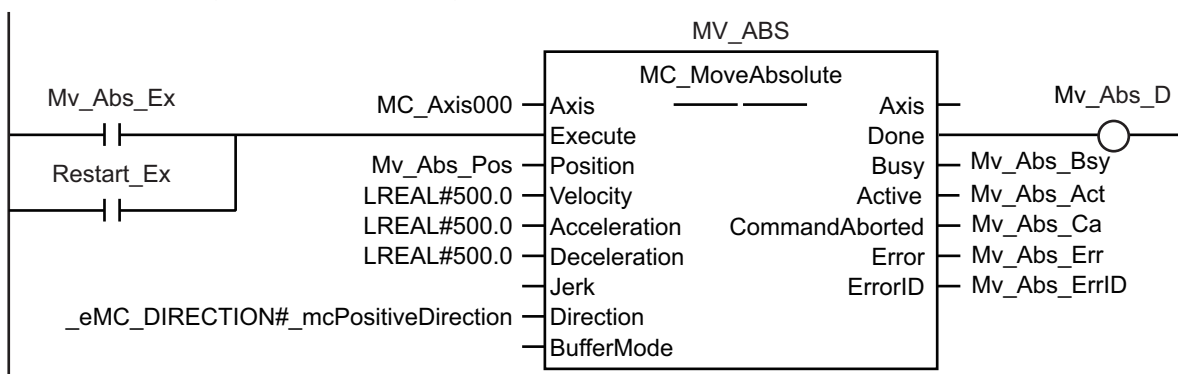 MV_ABS
MC_MoveAbsolute
Mv_Abs_Ex
MC_Axis000 Axis Axis Mv_Abs_D
Execute Done
Restart_Ex
Mv_Abs_Pos Position Busy Mv_Abs_Bsy
LREAL#500.0 Velocity Active Mv_Abs_Act
LREAL#500.0 Acceleration CommandAborted Mv_Abs_Ca
LREAL#500.0 Deceleration Error Mv_Abs_Err
Jerk ErrorID Mv_Abs_ErrID
_eMC_DIRECTION#_mcPositiveDirection Direction
BufferMode